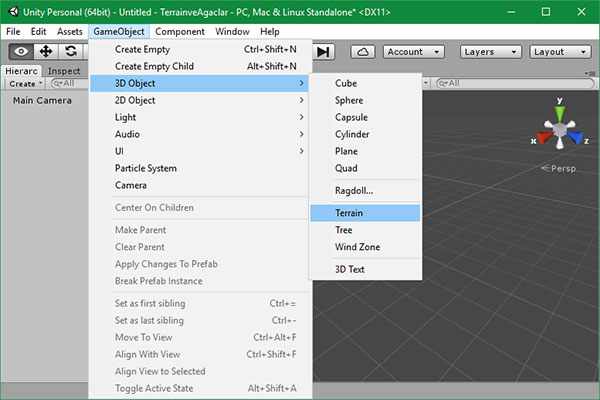 Unity Personal (64bit) - Untitled - TerrainveAgaclar - PC, Mac & Linux Standalone* <DX11>
File Edit Assets GameObject Component Window Help
Account Layers Layout
Hierarc Inspect
Create All All
Main Camera
Create Empty Ctrl+Shift+N
Create Empty Child Alt+Shift+N
3D Object
2D Object
Light
Audio
UI
Particle System
Camera
Center On Children
Make Parent
Clear Parent
Apply Changes To Prefab
Break Prefab Instance
Set as first sibling Ctrl+=
Set as last sibling Ctrl+-
Move To View Ctrl+Alt+F
Align With View Ctrl+Shift+F
Align View to Selected
Toggle Active State Alt+Shift+A
Cube
Sphere
Capsule
Cylinder
Plane
Quad
Ragdoll...
Terrain
Tree
Wind Zone
3D Text
y
x z
Persp